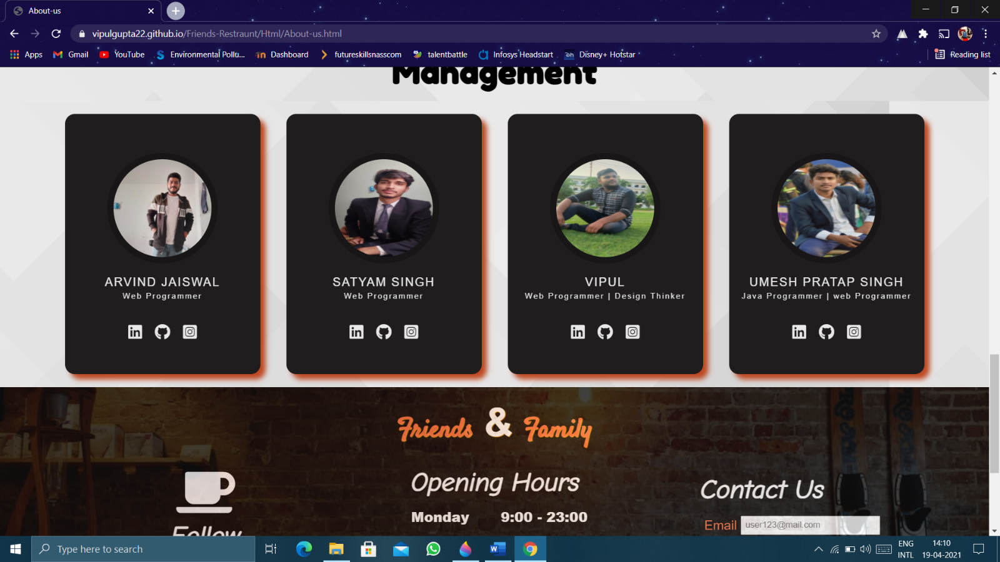 About-us
vipulgupta22.github.io/Friends-Restraunt/Html/About-us.html
Apps Gmail YouTube Environmental Pollu... Dashboard futureskillsnasscom talentbattle Infosys Headstart Disney+ Hotstar Reading list
Management
ARVIND JAISWAL
Web Programmer
SATYAM SINGH
Web Programmer
VIPUL
Web Programmer | Design Thinker
UMESH PRATAP SINGH
Java Programmer | web Programmer
Friends & Family
Follow
Opening Hours
Monday 9:00 - 23:00
Contact Us
Email user123@mail.com
Type here to search
ENG
INTL
14:10
19-04-2021